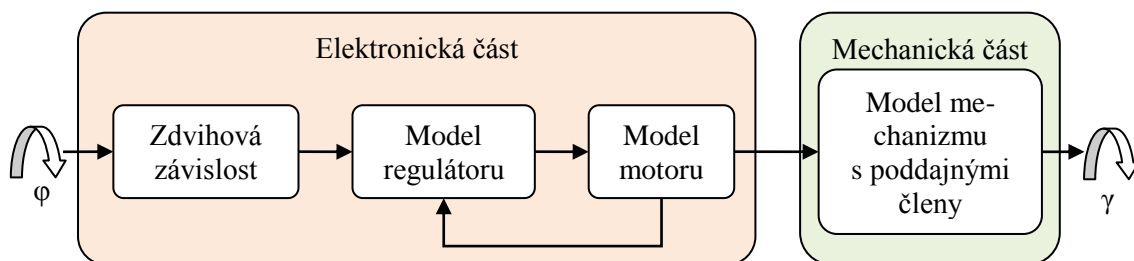 Elektronická část
Mechanická část
φ
Zdvihová
závislost
Model
regulátoru
Model
motoru
Model me-
chanizmu
s poddajnými
členy
γ